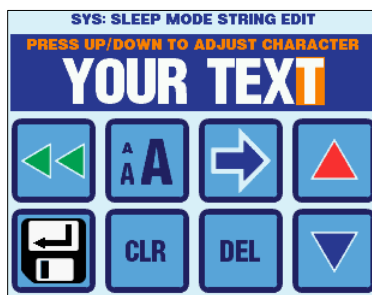 SYS: SLEEP MODE STRING EDIT
PRESS UP/DOWN TO ADJUST CHARACTER
YOUR TEXT
A A A
CLR DEL